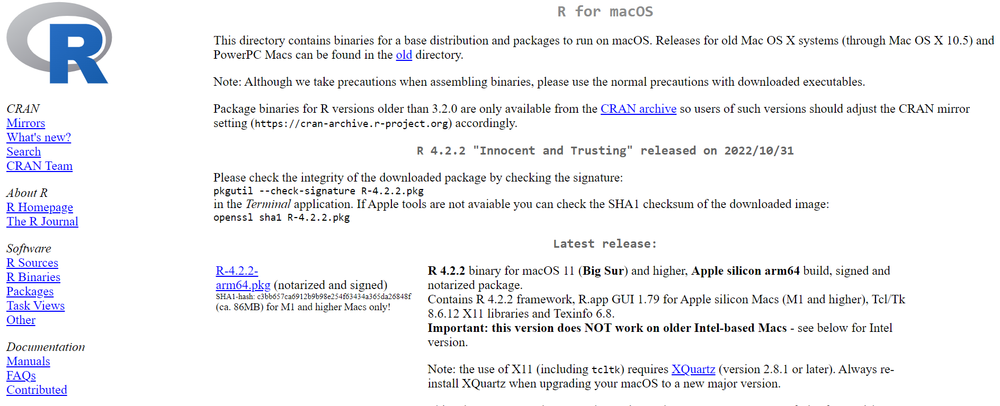 R
CRAN
Mirrors
What's new?
Search
CRAN Team
About R
R Homepage
The R Journal
Software
R Sources
R Binaries
Packages
Task Views
Other
Documentation
Manuals
FAQs
Contributed
R for macOS
This directory contains binaries for a base distribution and packages to run on macOS. Releases for old Mac OS X systems (through Mac OS X 10.5) and
PowerPC Macs can be found in the old directory.
Note: Although we take precautions when assembling binaries, please use the normal precautions with downloaded executables.
Package binaries for R versions older than 3.2.0 are only available from the CRAN archive so users of such versions should adjust the CRAN mirror
setting (https://cran-archive.r-project.org) accordingly.
R 4.2.2 "Innocent and Trusting" released on 2022/10/31
Please check the integrity of the downloaded package by checking the signature:
pkgutil --check-signature R-4.2.2.pkg
in the Terminal application. If Apple tools are not avaiable you can check the SHA1 checksum of the downloaded image:
openssl sha1 R-4.2.2.pkg
Latest release:
R-4.2.2-
arm64.pkg (notarized and signed)
SHA1-hash: c3bb657ca6912b9b98e254f63434a365da26848f
(ca. 86MB) for M1 and higher Macs only!
R 4.2.2 binary for macOS 11 (Big Sur) and higher, Apple silicon arm64 build, signed and
notarized package.
Contains R 4.2.2 framework, R.app GUI 1.79 for Apple silicon Macs (M1 and higher), Tcl/Tk
8.6.12 X11 libraries and Texinfo 6.8.
Important: this version does NOT work on older Intel-based Macs - see below for Intel
version.
Note: the use of X11 (including tcltk) requires XQuartz (version 2.8.1 or later). Always re-
install XQuartz when upgrading your macOS to a new major version.